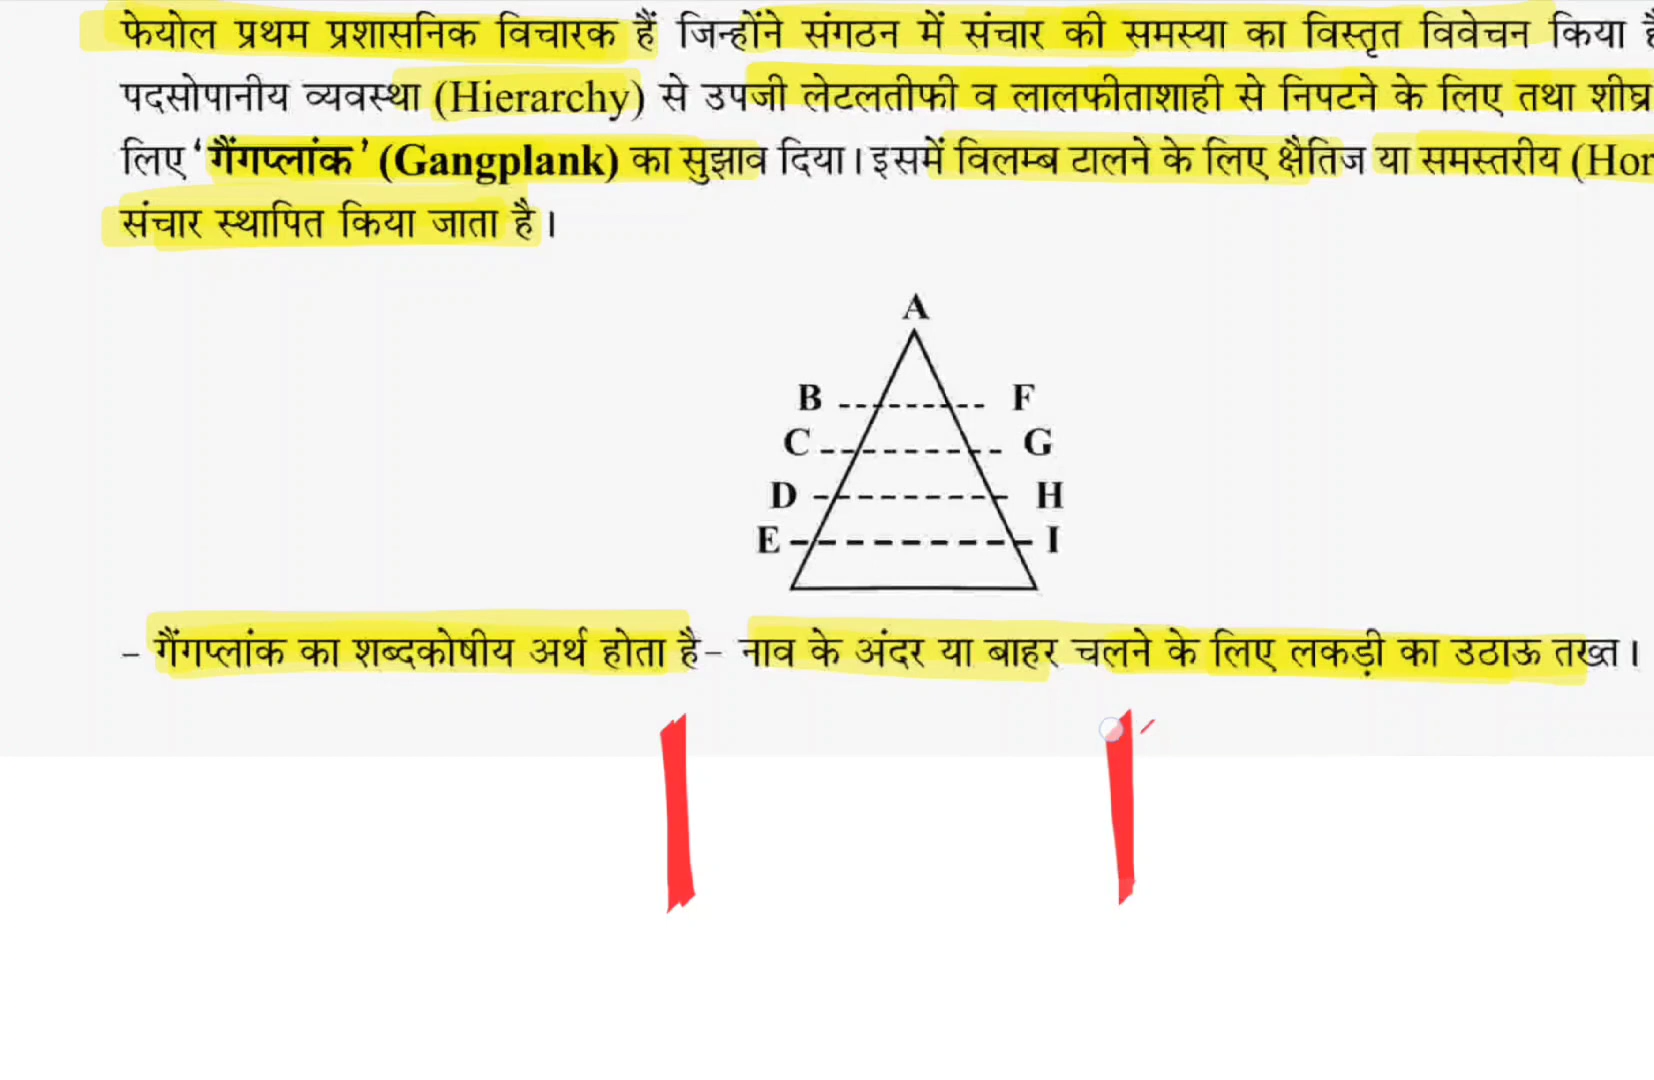 फेयोल प्रथम प्रशासनिक विचारक हैं जिन्होंने संगठन में संचार की समस्या का विस्तृत विवेचन किया
पदसोपानीय व्यवस्था (Hierarchy) से उपजी लेटलतीफी व लालफीताशाही से निपटने के लिए तथा शीघ्र
लिए ‘गैंगप्लांक’ (Gangplank) का सुझाव दिया। इसमें विलम्ब टालने के लिए क्षैतिज या समस्तरीय (Hor
संचार स्थापित किया जाता है।
A
B F
C G
D H
E I
– गैंगप्लांक का शब्दकोषीय अर्थ होता है– नाव के अंदर या बाहर चलने के लिए लकड़ी का उठाऊ तख्त।